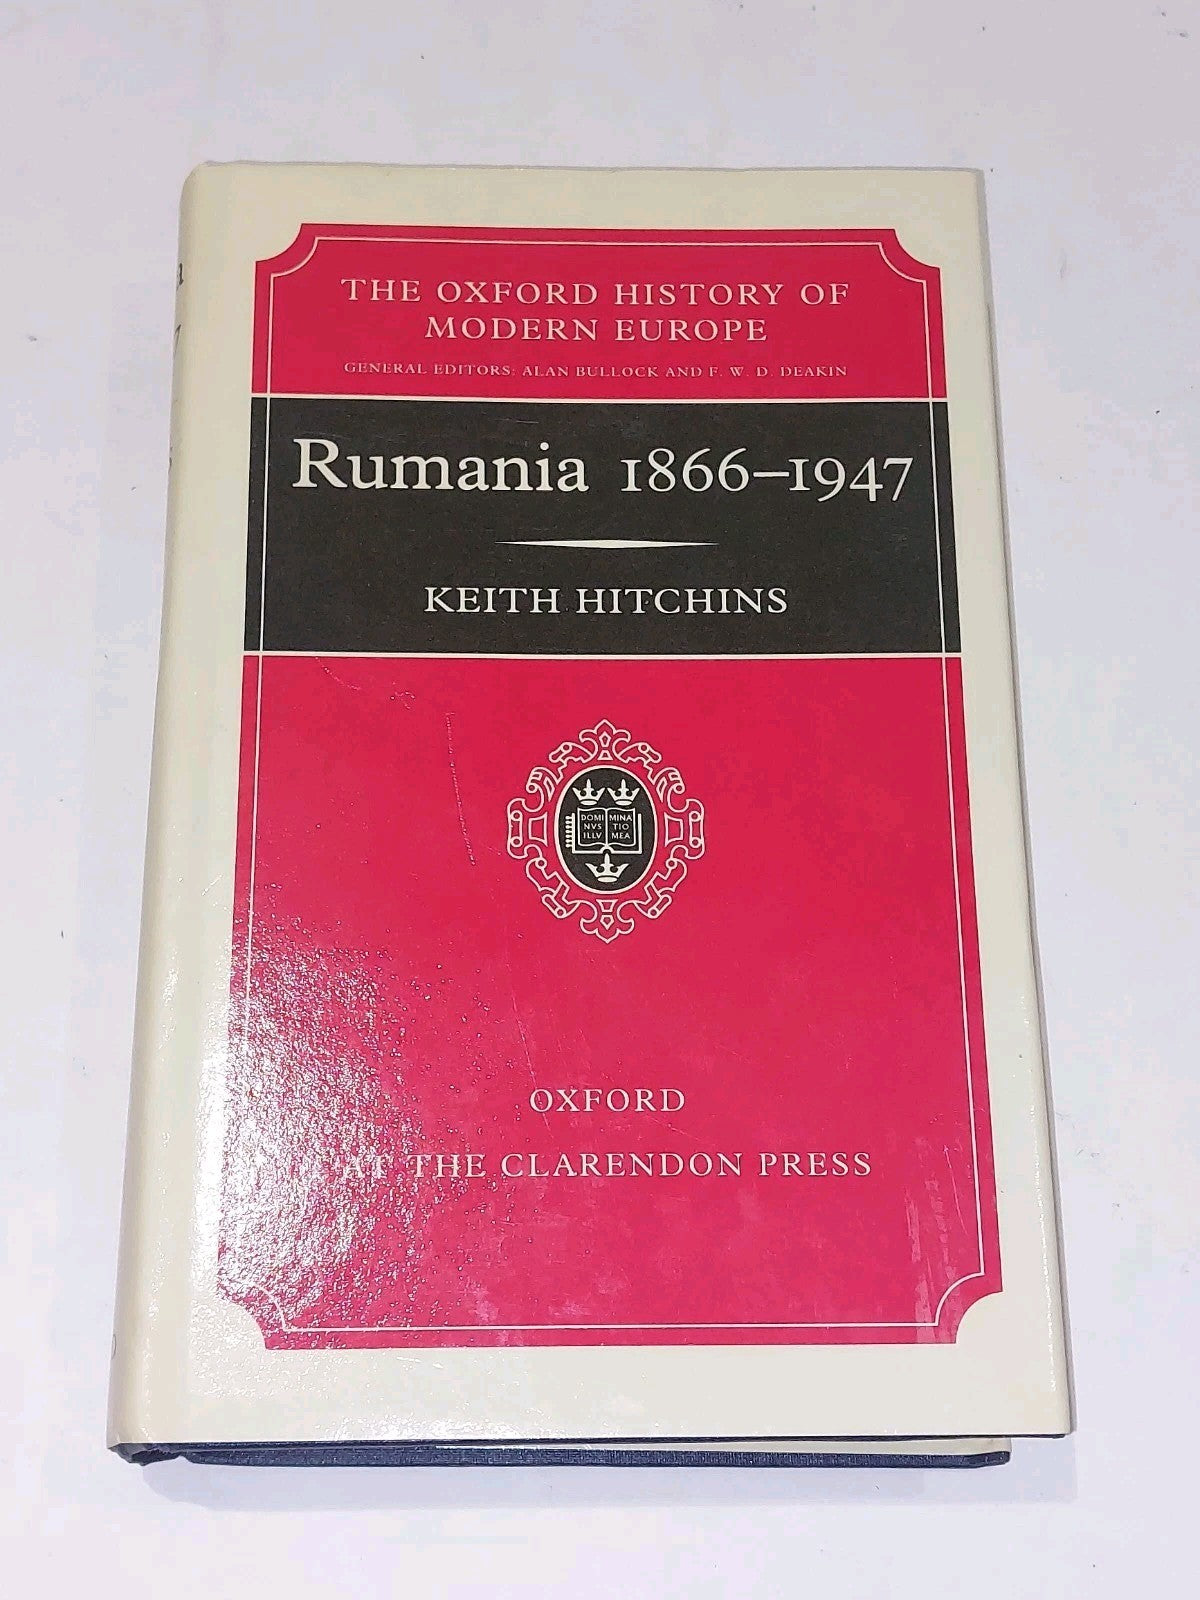 THE OXFORD HISTORY OF
MODERN EUROPE
GENERAL EDITORS: ALAN BULLOCK AND F. W. D. DEAKIN
Rumania 1866–1947
KEITH HITCHINS
DOMI MINA
NVS TIO
ILLV MEA
OXFORD
AT THE CLARENDON PRESS